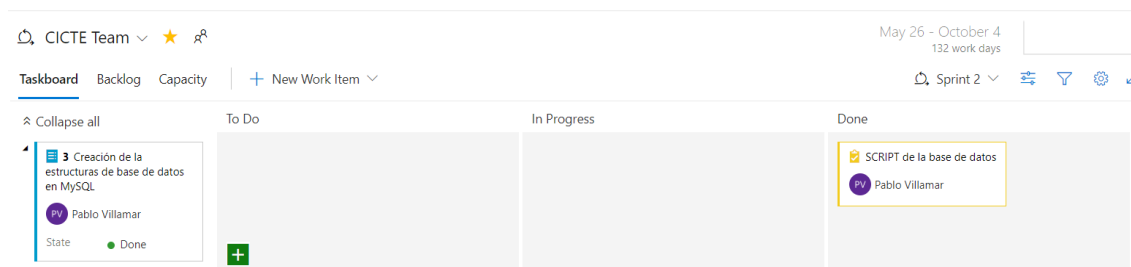 CICTE Team
May 26 - October 4
132 work days
Taskboard Backlog Capacity New Work Item Sprint 2
Collapse all To Do In Progress Done
3 Creación de la
estructuras de base de datos
en MySQL
PV Pablo Villamar
State Done
SCRIPT de la base de datos
PV Pablo Villamar